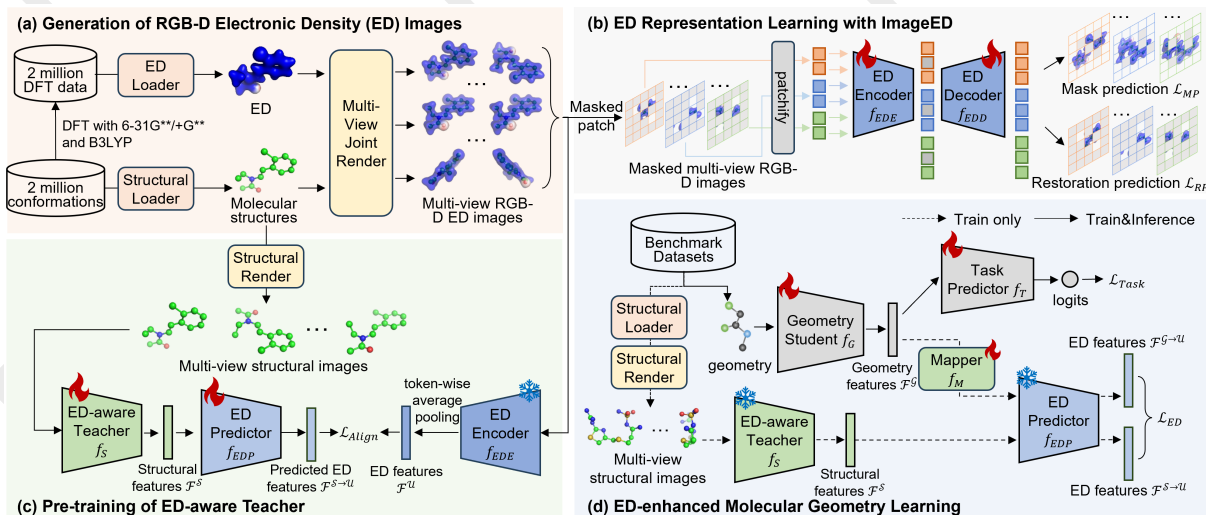 (a) Generation of RGB-D Electronic Density (ED) Images
2 million
DFT data
ED
Loader
ED
DFT with 6-31G**/+G**
and B3LYP
2 million
conformations
Structural
Loader
Molecular
structures
Multi-
View
Joint
Render
...
...
...
Multi-view RGB-
D ED images
(b) ED Representation Learning with ImageED
Masked
patch
...
Masked multi-view RGB-
D images
patchify
ED
Encoder
f_EDE
ED
Decoder
f_EDD
...
...
Mask prediction ℒ_MP
...
Restoration prediction ℒ_RP
Structural
Render
...
Multi-view structural images
token-wise
average
pooling
ED-aware
Teacher
f_S
Structural
features ℱ^𝒮
ED
Predictor
f_EDP
Predicted ED
features ℱ^𝒮→𝒰
ℒ_Align
ED features
ℱ^𝒰
ED
Encoder
f_EDE
(c) Pre-training of ED-aware Teacher
Train only
Train&Inference
Benchmark
Datasets
Structural
Loader
Structural
Render
geometry
Geometry
Student f_G
Geometry
features ℱ^𝒢
Task
Predictor f_T
logits
ℒ_Task
Mapper
f_M
ED features ℱ^𝒢→𝒰
ED
Predictor
f_EDP
ℒ_ED
...
Multi-view
structural images
ED-aware
Teacher
f_S
Structural
features ℱ^𝒮
ED features ℱ^𝒮→𝒰
(d) ED-enhanced Molecular Geometry Learning